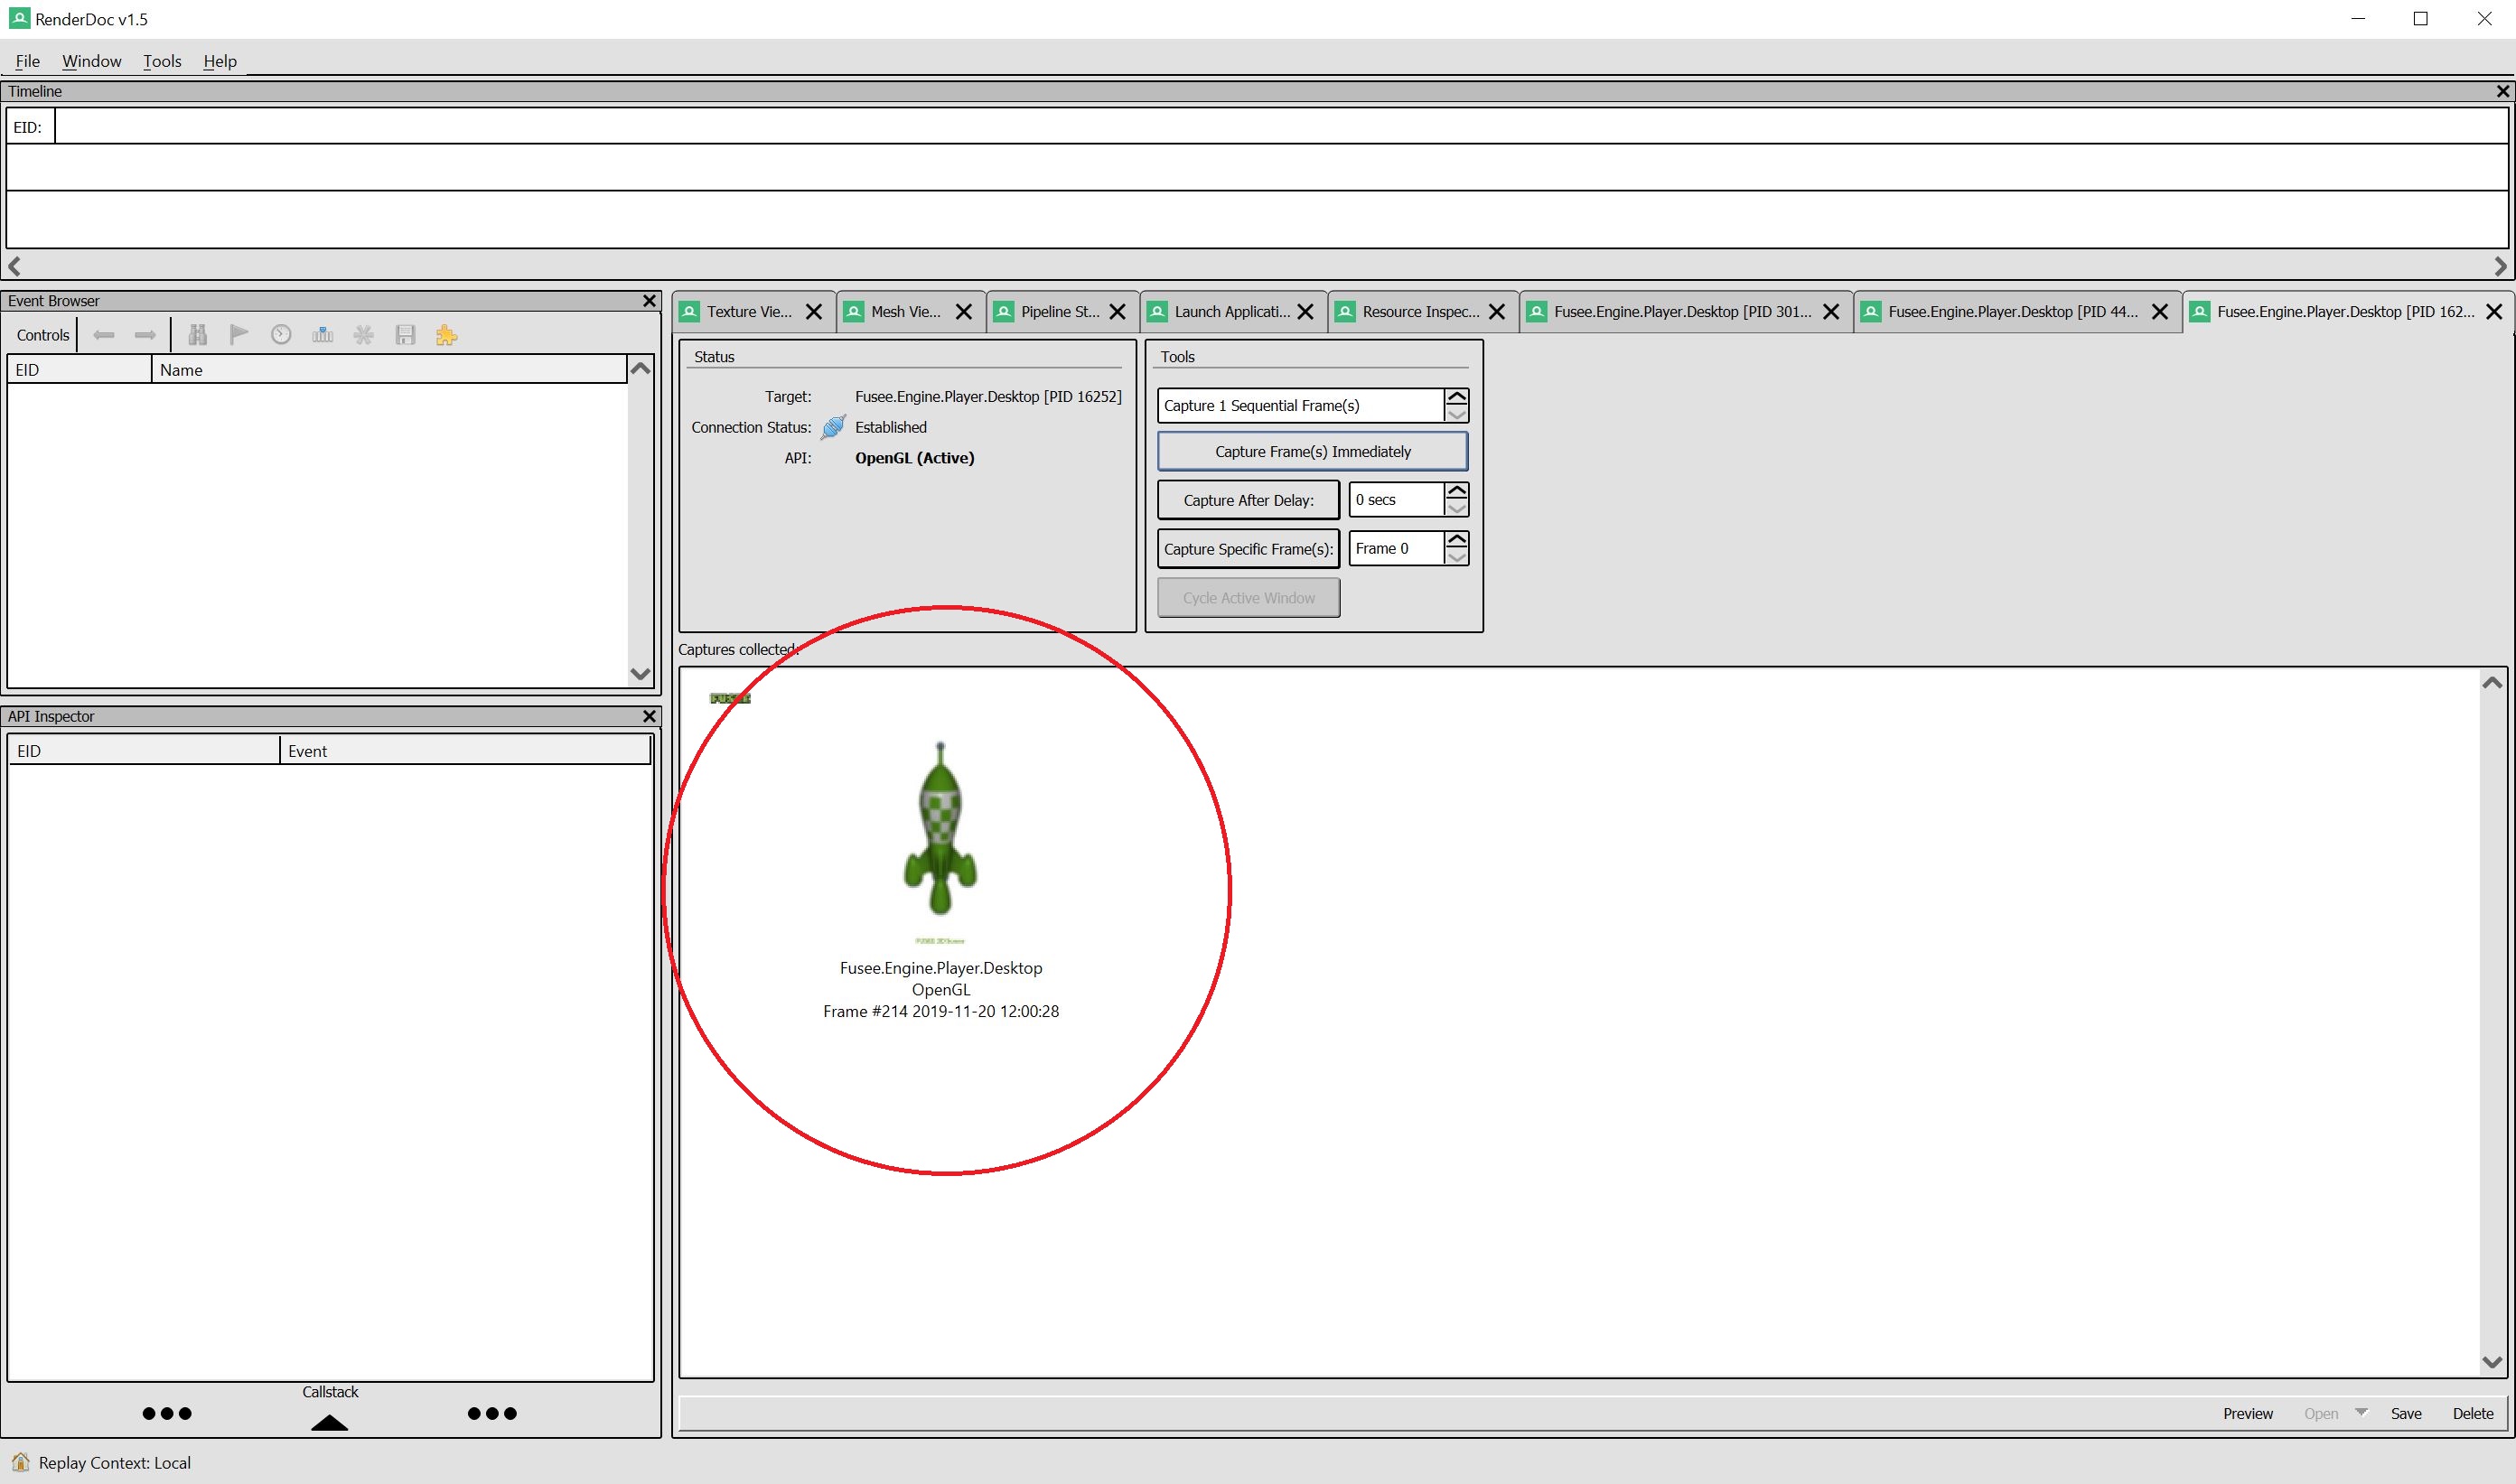 RenderDoc v1.5
File Window Tools Help
Timeline
EID:
Event Browser
Controls
EID Name
API Inspector
EID Event
Callstack
Texture Vie...
Mesh Vie...
Pipeline St...
Launch Applicati...
Resource Inspec...
Fusee.Engine.Player.Desktop [PID 301...
Fusee.Engine.Player.Desktop [PID 44...
Fusee.Engine.Player.Desktop [PID 162...
Status
Target: Fusee.Engine.Player.Desktop [PID 16252]
Connection Status: Established
API: OpenGL (Active)
Tools
Capture 1 Sequential Frame(s)
Capture Frame(s) Immediately
Capture After Delay: 0 secs
Capture Specific Frame(s): Frame 0
Cycle Active Window
Captures collected:
FUSEE
Fusee.Engine.Player.Desktop
OpenGL
Frame #214 2019-11-20 12:00:28
Preview Open Save Delete
Replay Context: Local